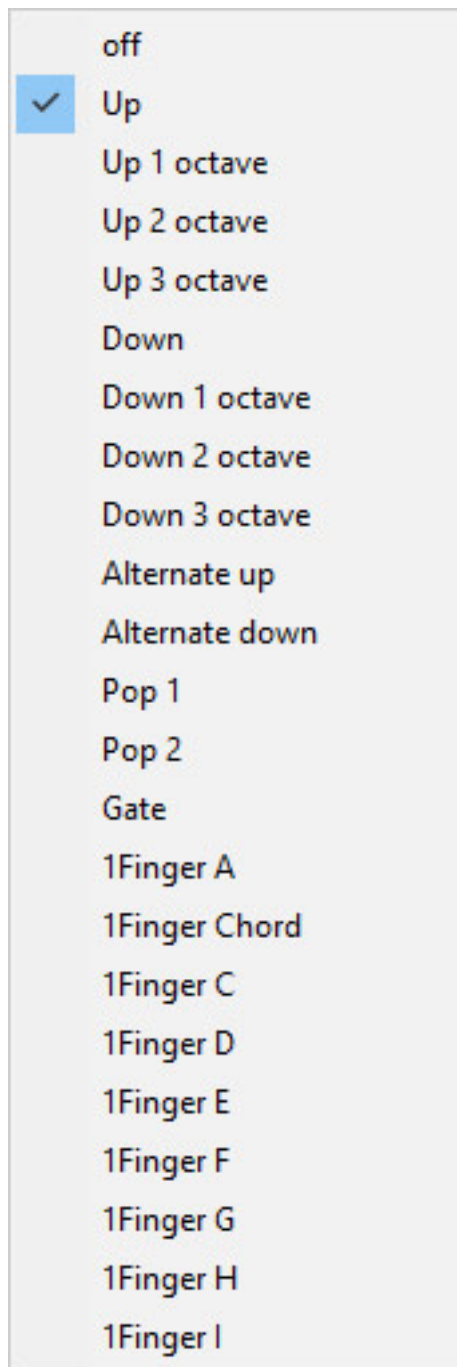 off
Up
Up 1 octave
Up 2 octave
Up 3 octave
Down
Down 1 octave
Down 2 octave
Down 3 octave
Alternate up
Alternate down
Pop 1
Pop 2
Gate
1Finger A
1Finger Chord
1Finger C
1Finger D
1Finger E
1Finger F
1Finger G
1Finger H
1Finger I